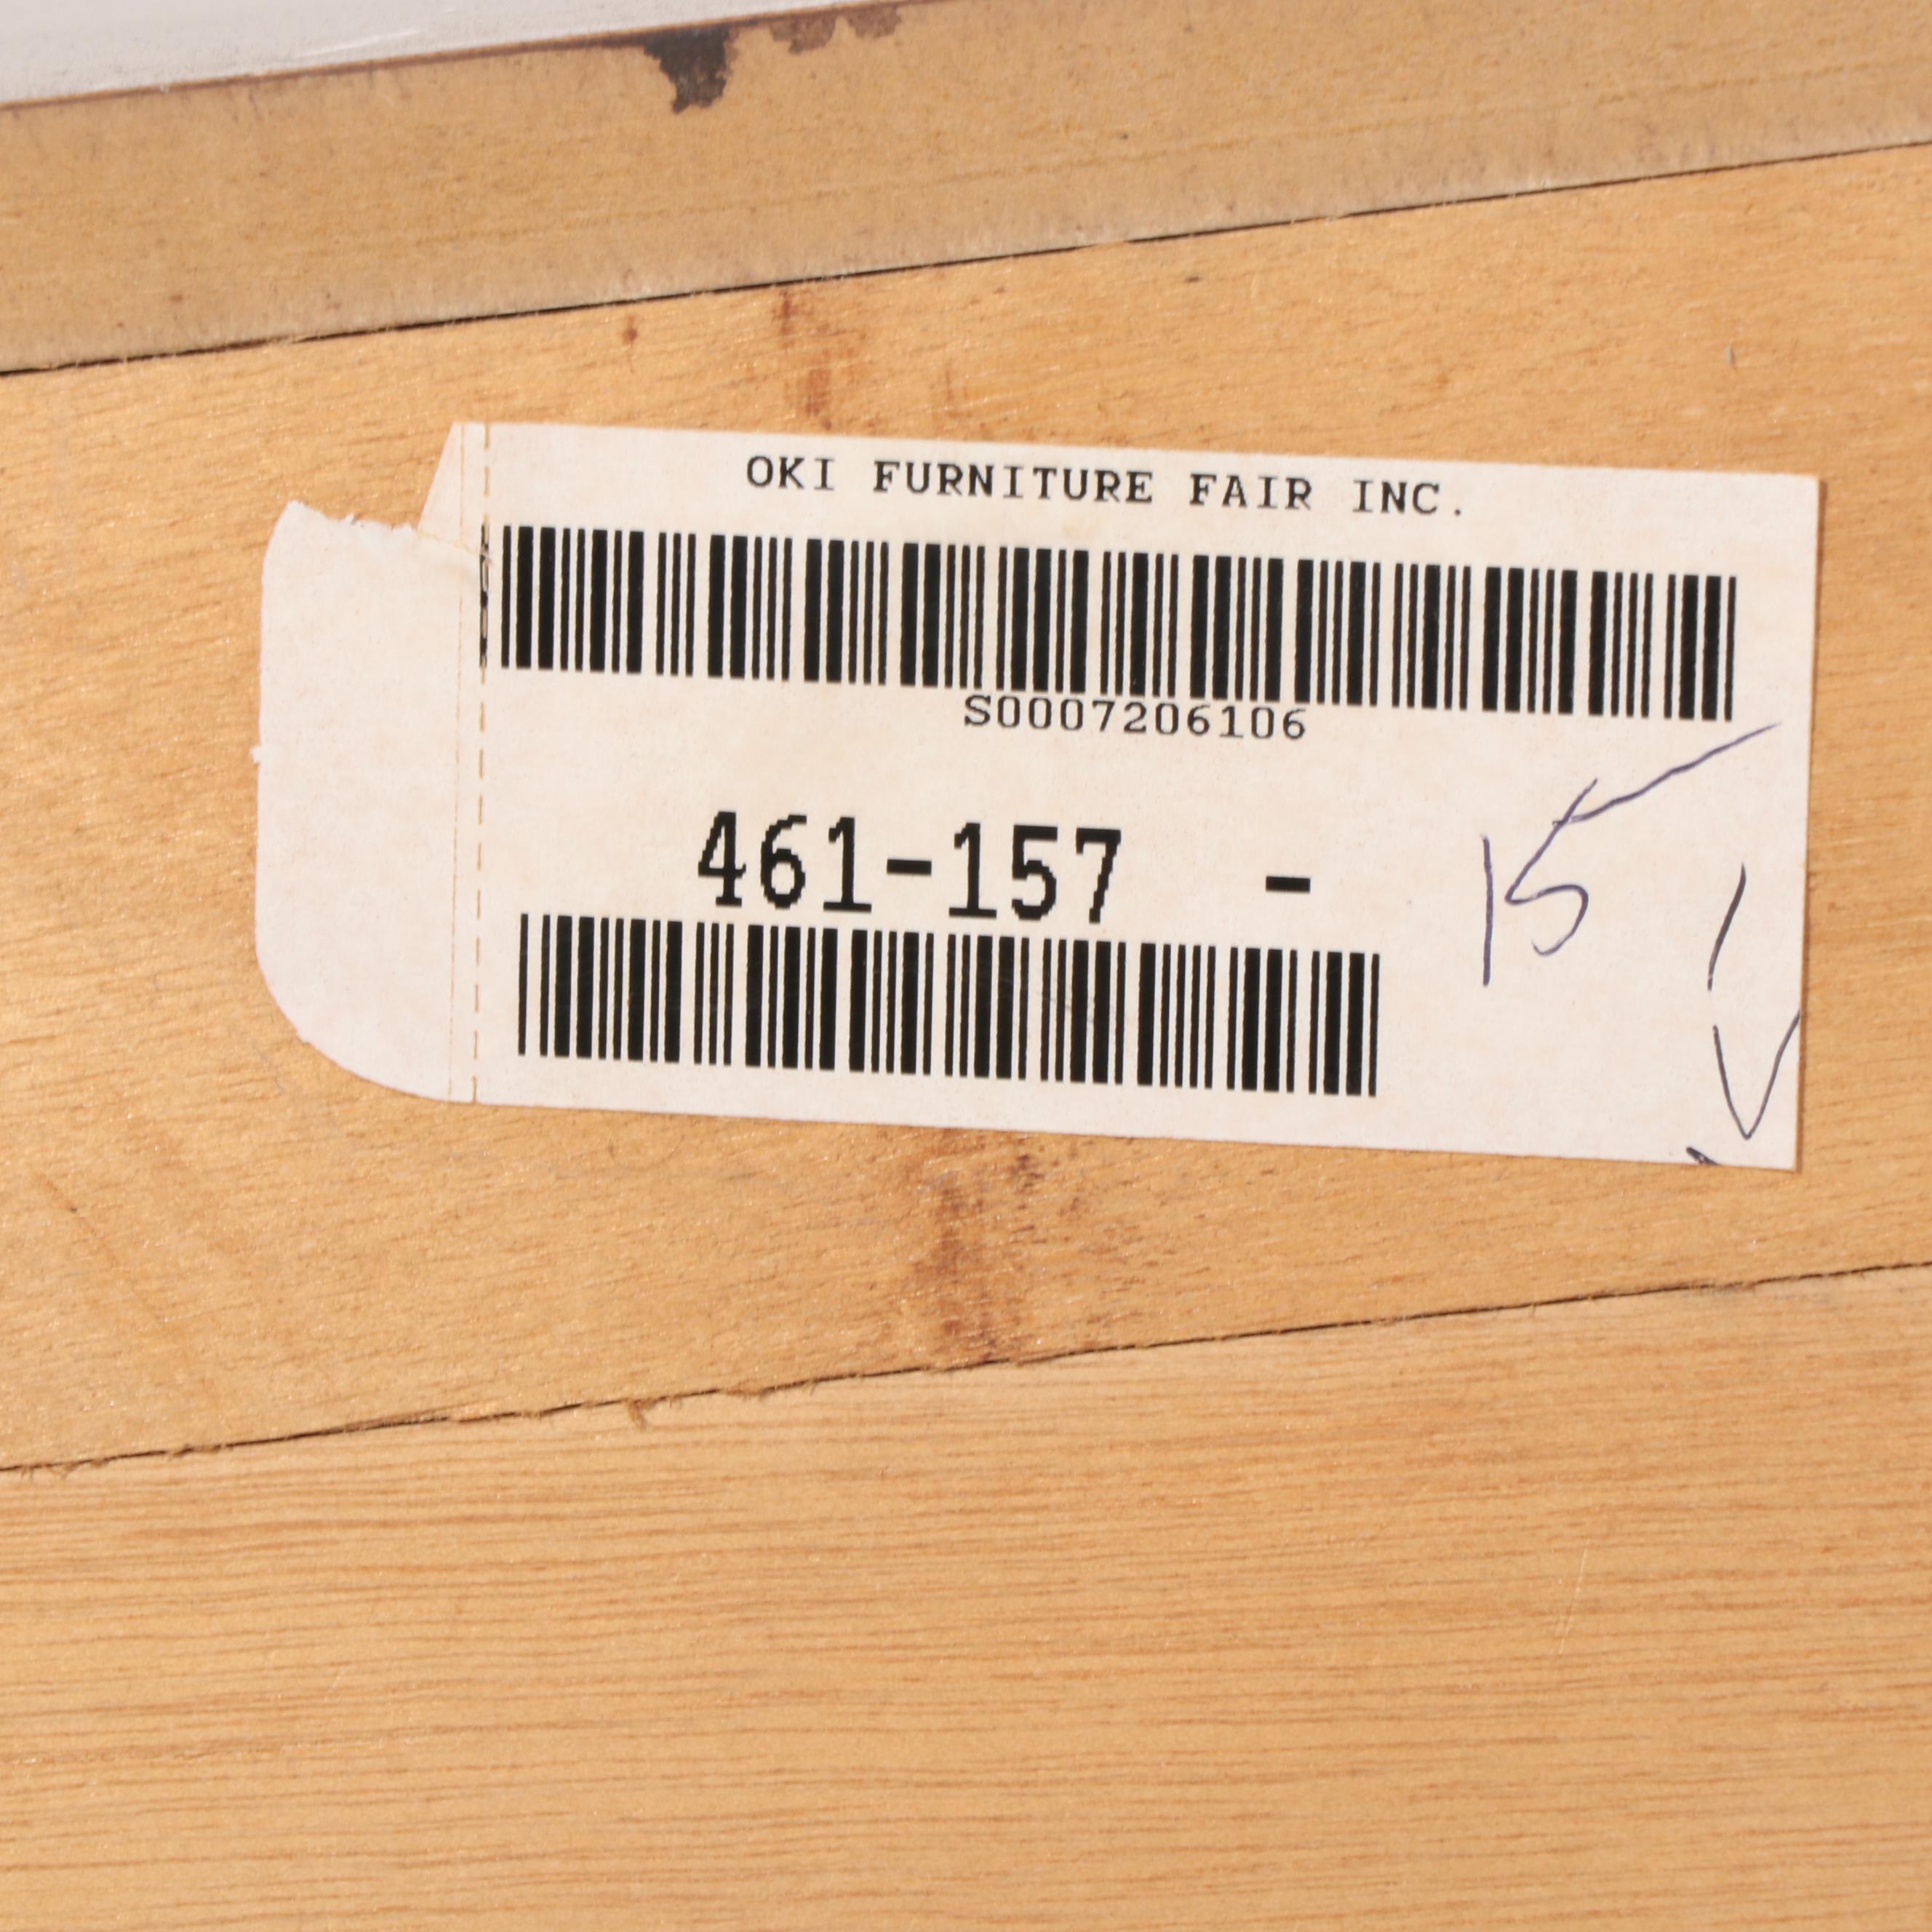 OKI FURNITURE FAIR INC.
S0007206106
461-157 -
15